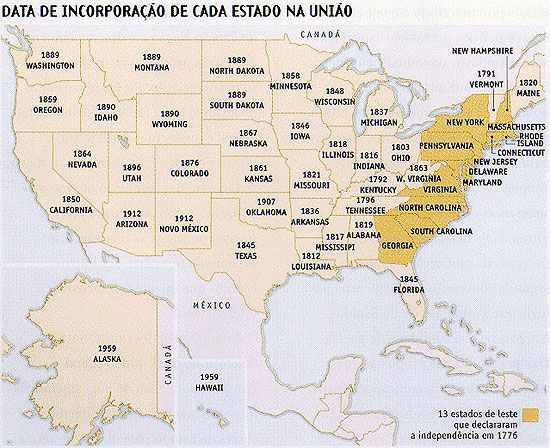 DATA DE INCORPORAÇÃO DE CADA ESTADO NA UNIÃO
CANADÁ
NEW HAMPSHIRE
1889
WASHINGTON
1889
MONTANA
1889
NORTH DAKOTA
1858
MINNESOTA
1791
VERMONT
1820
MAINE
1859
OREGON
1890
IDAHO
1890
WYOMING
1889
SOUTH DAKOTA
1848
WISCONSIN
1837
MICHIGAN
NEW YORK
MASSACHUSETTS
RHODE
ISLAND
CONNECTICUT
NEW JERSEY
DELAWARE
MARYLAND
PENNSYLVANIA
1864
NEVADA
1896
UTAH
1876
COLORADO
1867
NEBRASKA
1846
IOWA
1818
ILLINOIS
1816
INDIANA
1803
OHIO
1863
W. VIRGINIA
VIRGINIA
1850
CALIFORNIA
1861
KANSAS
1821
MISSOURI
1792
KENTUCKY
1796
TENNESSEE
NORTH CAROLINA
SOUTH CAROLINA
GEORGIA
1912
ARIZONA
1912
NOVO MÉXICO
1907
OKLAHOMA
1836
ARKANSAS
1817
MISSISSIPI
1819
ALABAMA
1845
TEXAS
1812
LOUISIANA
1845
FLORIDA
MÉXICO
1959
ALASKA
CANADÁ
1959
HAWAII
13 estados de leste
que declararam
a independência em 1776